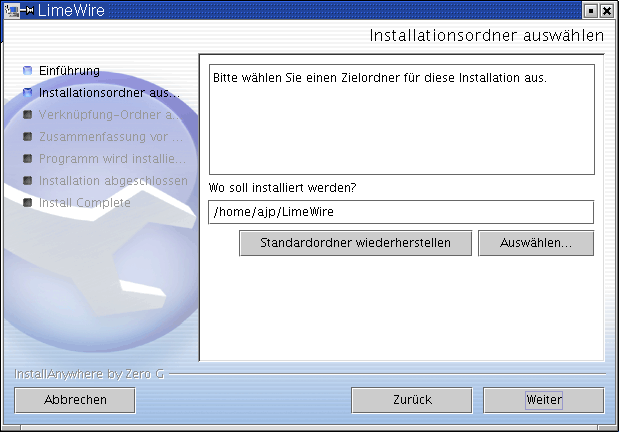 LimeWire
Installationsordner auswählen
Einführung
Installationsordner aus...
Verknüpfung-Ordner a...
Zusammenfassung vor ...
Programm wird installie...
Installation abgeschlossen
Install Complete
Bitte wählen Sie einen Zielordner für diese Installation aus.
Wo soll installiert werden?
/home/ajp/LimeWire
Standardordner wiederherstellen Auswählen...
InstallAnywhere by Zero G
Abbrechen Zurück Weiter